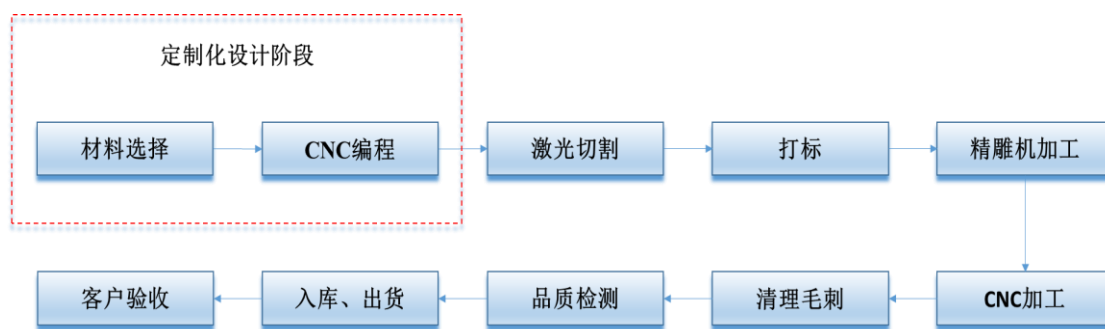 定制化设计阶段
材料选择
CNC编程
激光切割
打标
精雕机加工
CNC加工
清理毛刺
品质检测
入库、出货
客户验收